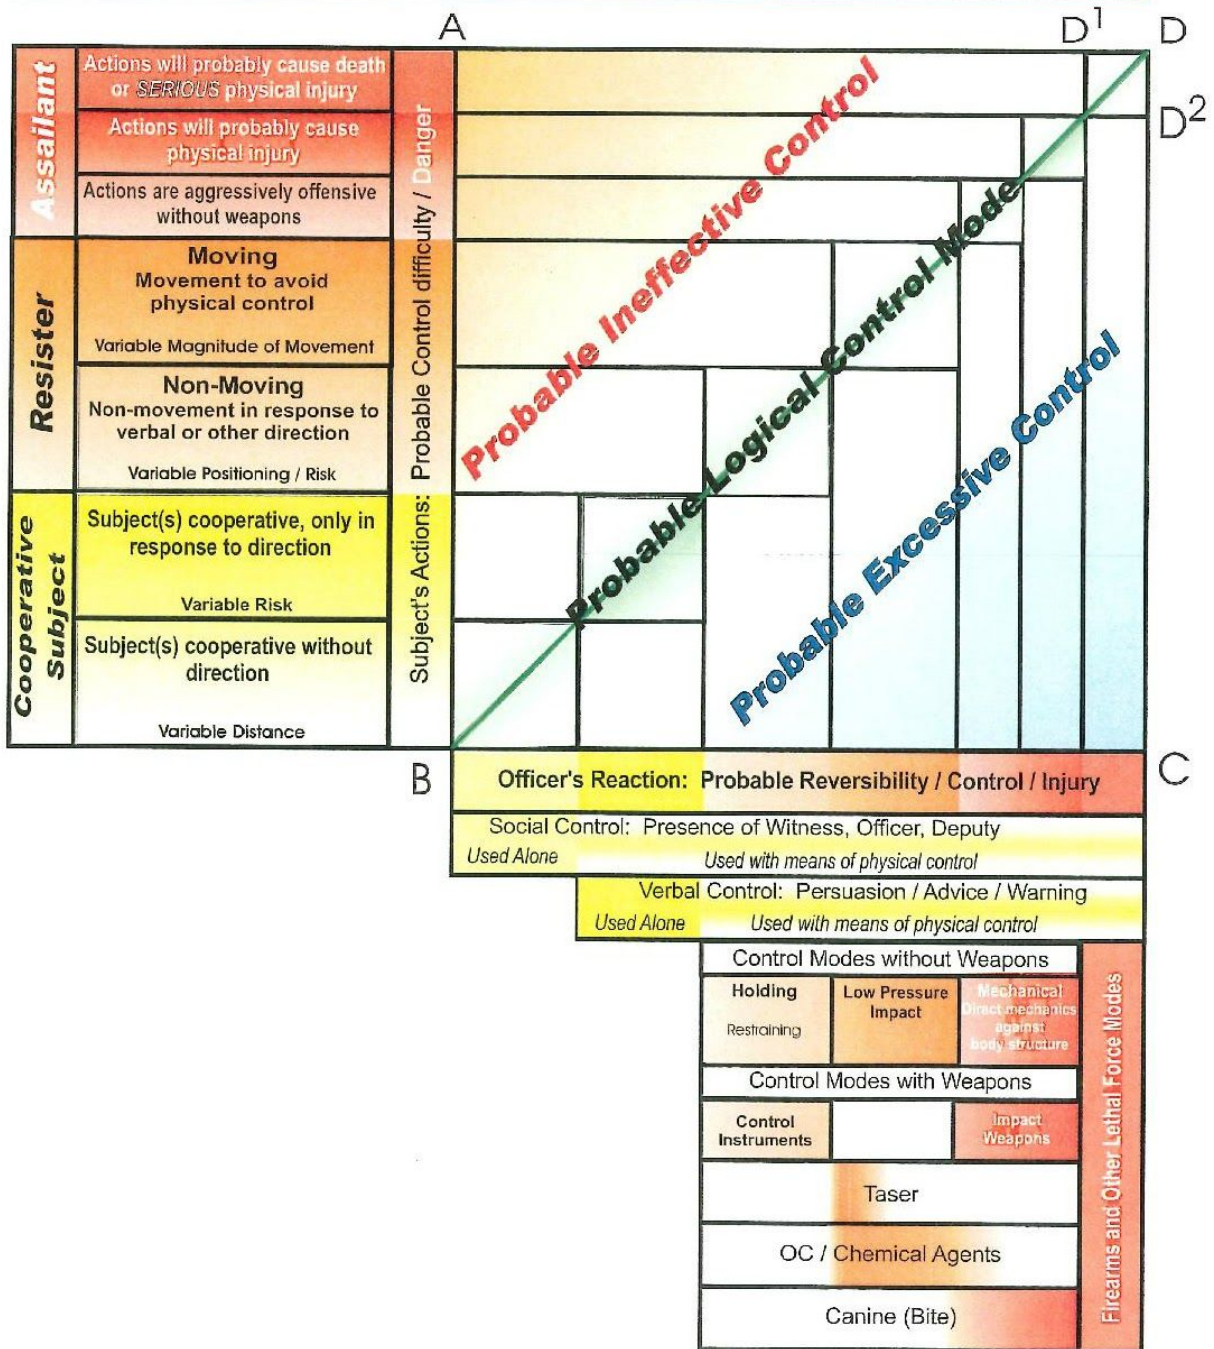 A
D1
D
D2
Assailant
Actions will probably cause death
or SERIOUS physical injury
Actions will probably cause
physical injury
Actions are aggressively offensive
without weapons
Resister
Moving
Movement to avoid
physical control
Variable Magnitude of Movement
Non-Moving
Non-movement in response to
verbal or other direction
Variable Positioning / Risk
Cooperative
Subject
Subject(s) cooperative, only in
response to direction
Variable Risk
Subject(s) cooperative without
direction
Variable Distance
Subject's Actions: Probable Control difficulty / Danger
Probable Ineffective Control
Probable Logical Control Mode
Probable Excessive Control
B
C
Officer's Reaction: Probable Reversibility / Control / Injury
Social Control: Presence of Witness, Officer, Deputy
Used Alone
Used with means of physical control
Verbal Control: Persuasion / Advice / Warning
Used Alone
Used with means of physical control
Control Modes without Weapons
Holding
Restraining
Low Pressure
Impact
Mechanical
Direct mechanics
against
body structure
Control Modes with Weapons
Control
Instruments
Impact
Weapons
Taser
OC / Chemical Agents
Canine (Bite)
Firearms and Other Lethal Force Modes